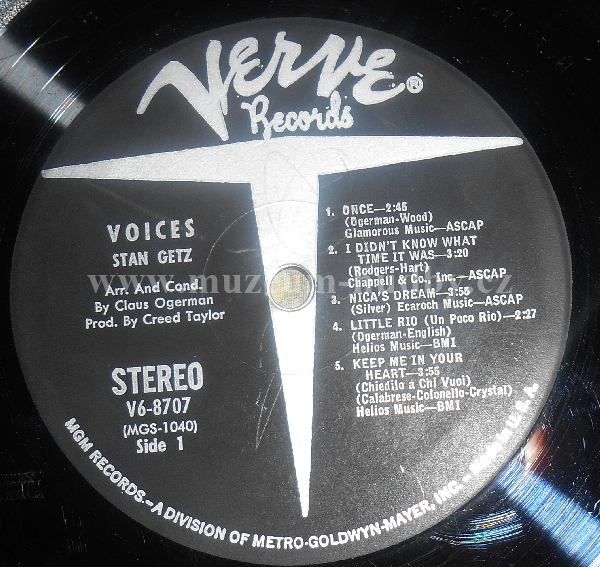 VERVE®
Records
VOICES
STAN GETZ
Arr. And Cond.
By Claus Ogerman
Prod. By Creed Taylor
STEREO
V6-8707
(MGS-1040)
Side 1
1. ONCE—2:45
(Ogerman-Wood)
Glamorous Music—ASCAP
2. I DIDN'T KNOW WHAT
TIME IT WAS—3:20
(Rodgers-Hart)
Chappell & Co., Inc.—ASCAP
3. NICA'S DREAM—3:55
(Silver) Ecaroch Music—ASCAP
4. LITTLE RIO (Un Poco Rio)—2:27
(Ogerman-English)
Helios Music—BMI
5. KEEP ME IN YOUR
HEART—3:55
(Chiedilo a Chi Vuoi)
(Calabrese-Colonello-Crystal)
Helios Music—BMI
MGM RECORDS—A DIVISION OF METRO-GOLDWYN-MAYER, INC.— U.S.A.